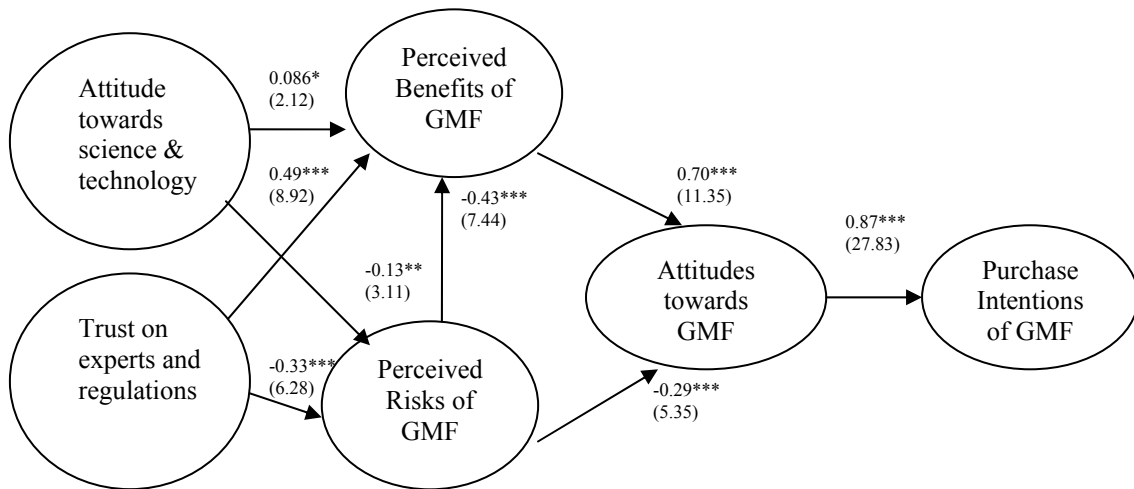 Attitude
towards
science &
technology
0.086*
(2.12)
Perceived
Benefits of
GMF
0.49***
(8.92)
-0.43***
(7.44)
0.70***
(11.35)
Trust on
experts and
regulations
-0.13**
(3.11)
-0.33***
(6.28)
Perceived
Risks of
GMF
Attitudes
towards
GMF
-0.29***
(5.35)
0.87***
(27.83)
Purchase
Intentions
of GMF